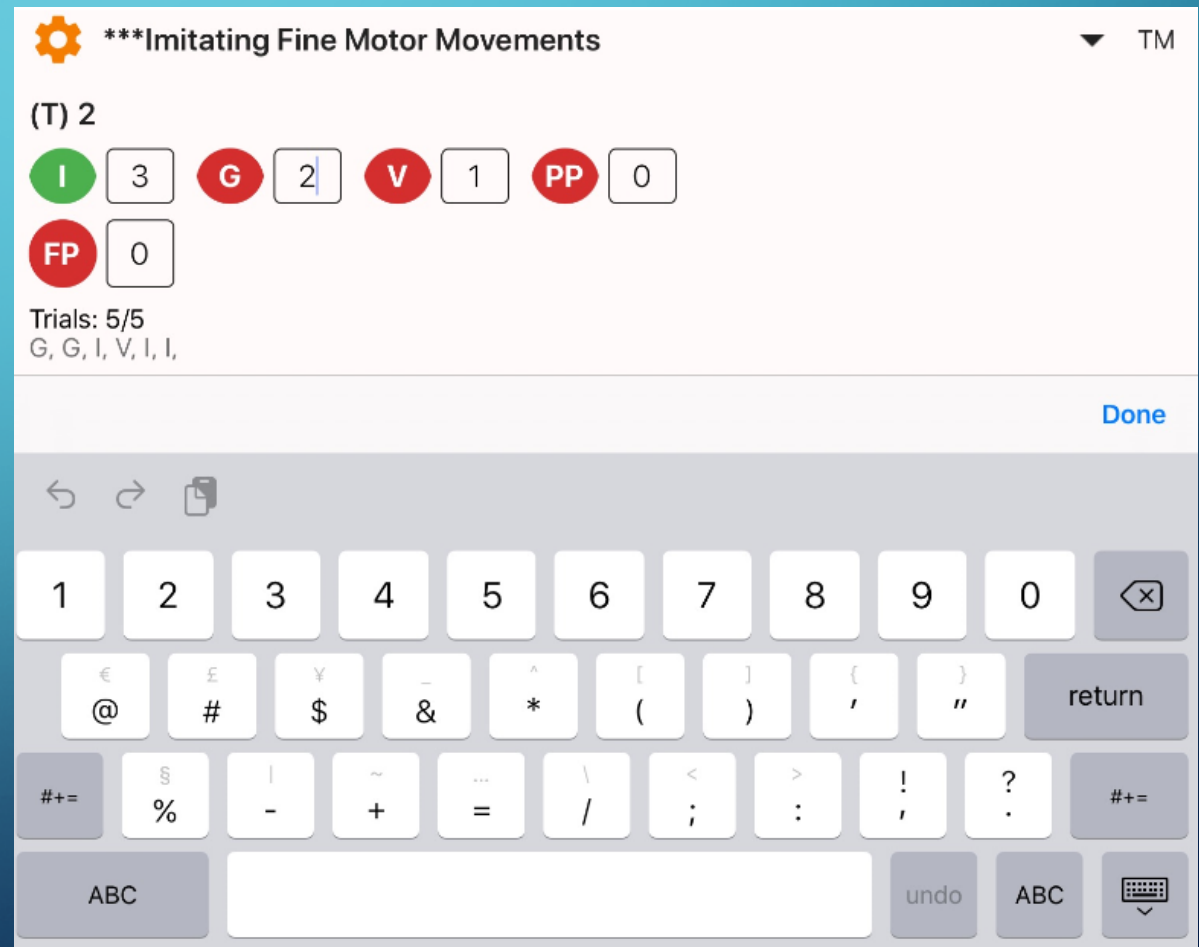 ***Imitating Fine Motor Movements TM
(T) 2
I 3 G 2 V 1 PP 0
FP 0
Trials: 5/5
G, G, I, V, I, I,
Done
1 2 3 4 5 6 7 8 9 0
€ £ ¥ _ ^ [ ] { }
@ # $ & * ( ) ' " return
§ | ~ … \ < > ! ?
#+= % - + = / ; : , . #+=
ABC undo ABC